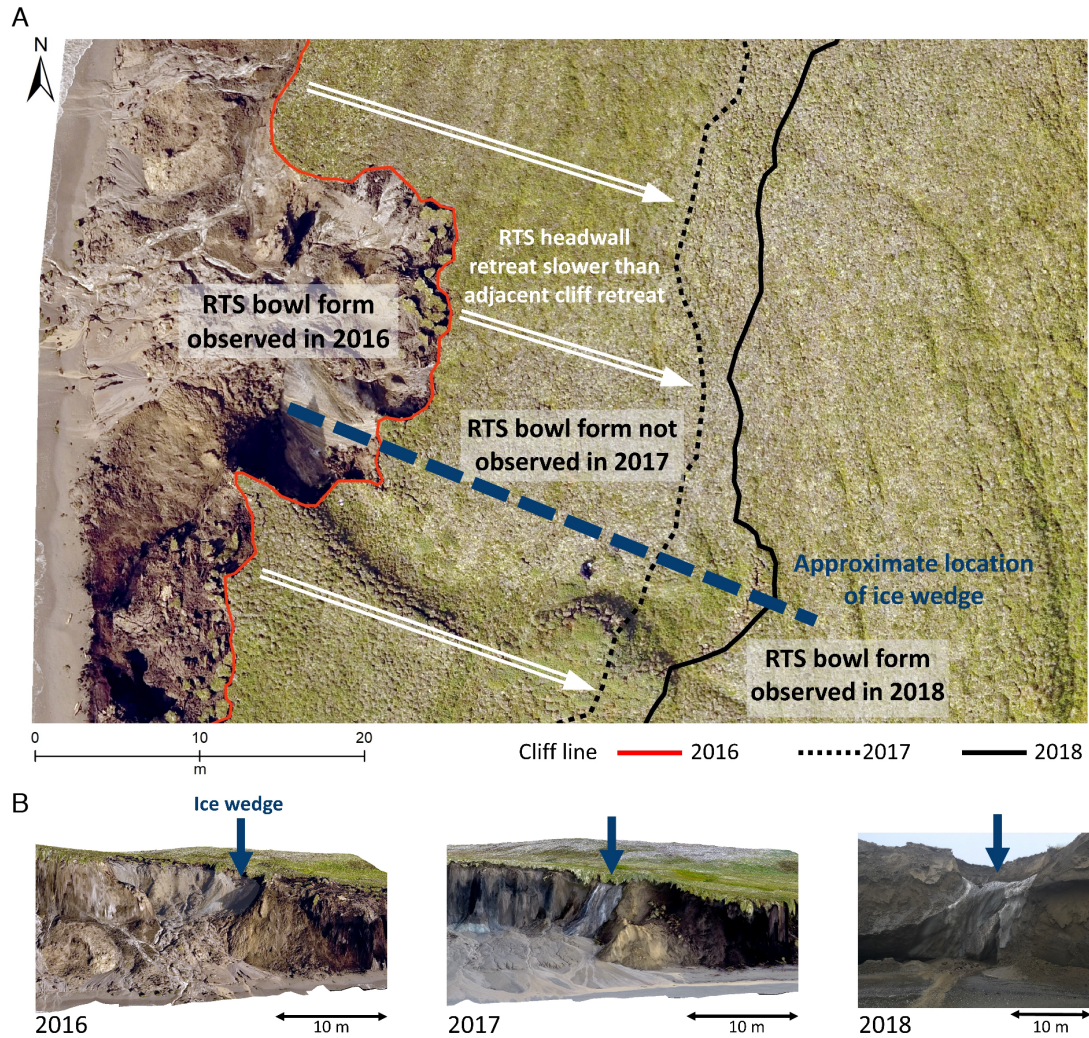 A
N
RTS headwall
retreat slower than
adjacent cliff retreat
RTS bowl form
observed in 2016
RTS bowl form not
observed in 2017
Approximate location
of ice wedge
RTS bowl form
observed in 2018
0 10 20
m
Cliff line 2016 2017 2018
B
Ice wedge
2016 10 m
2017 10 m
2018 10 m